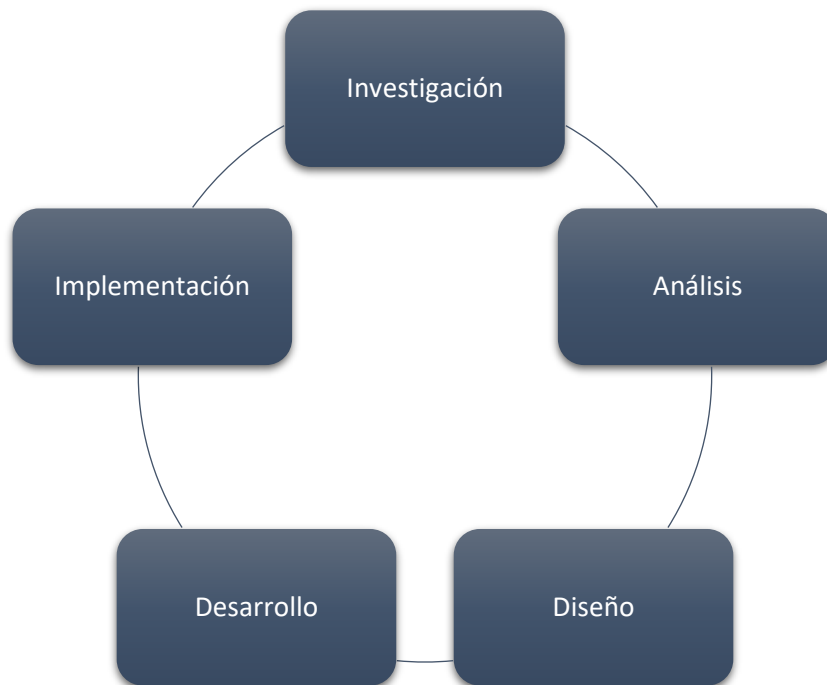 Investigación
Análisis
Diseño
Desarrollo
Implementación